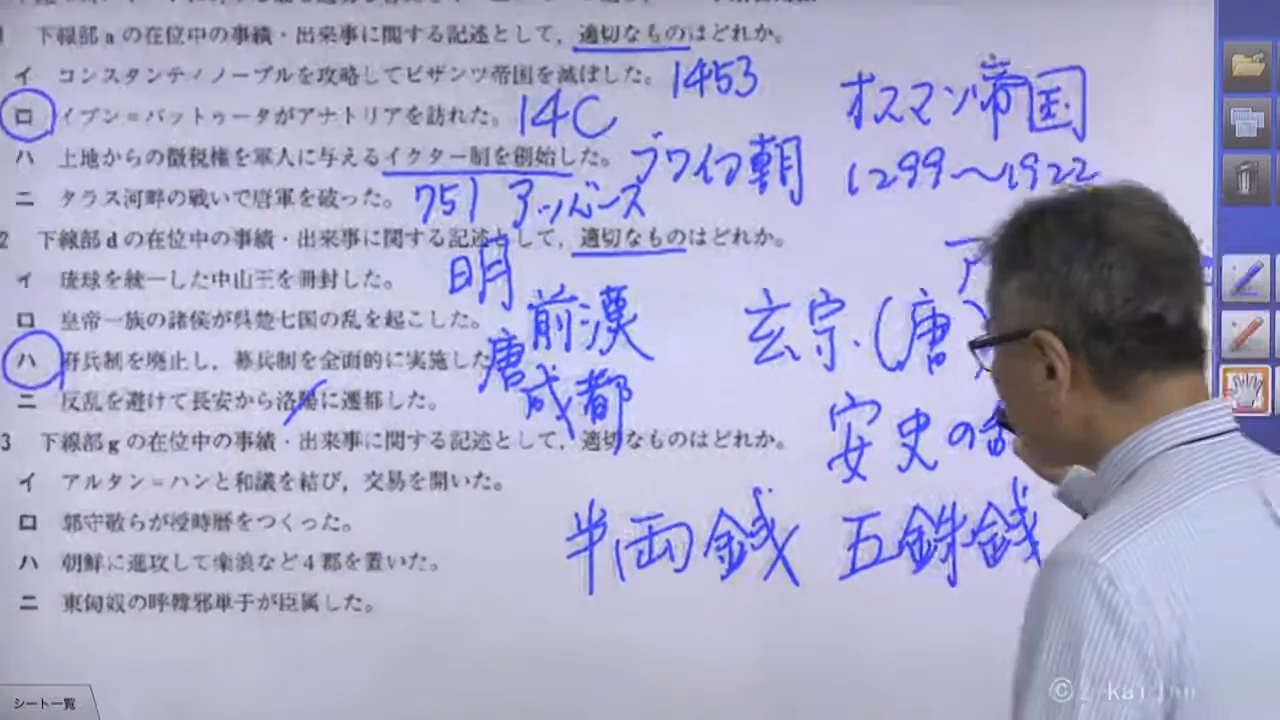 1 下線部aの在位中の事績・出来事に関する記述として，適切なものはどれか。
イ コンスタンティノープルを攻略してビザンツ帝国を滅ぼした。 1453
オスマン帝国
ロ イブン＝バットゥータがアナトリアを訪れた。 14C
ハ 土地からの徴税権を軍人に与えるイクター制を創始した。 ブワイフ朝
1299〜1922
ニ タラス河畔の戦いで唐軍を破った。 751 アッバース
2 下線部dの在位中の事績・出来事に関する記述として，適切なものはどれか。
イ 琉球を統一した中山王を冊封した。 明
ロ 皇帝一族の諸侯が呉楚七国の乱を起こした。 前漢
玄宗.(唐)
ハ 府兵制を廃止し，募兵制を全面的に実施した 唐
ニ 反乱を避けて長安から洛陽に遷都した。 成都
安史の
3 下線部gの在位中の事績・出来事に関する記述として，適切なものはどれか。
イ アルタン＝ハンと和議を結び，交易を開いた。
ロ 郭守敬らが授時暦をつくった。
半両銭 五銖銭
ハ 朝鮮に進攻して楽浪など4郡を置いた。
ニ 東匈奴の呼韓邪単于が臣属した。
シート一覧